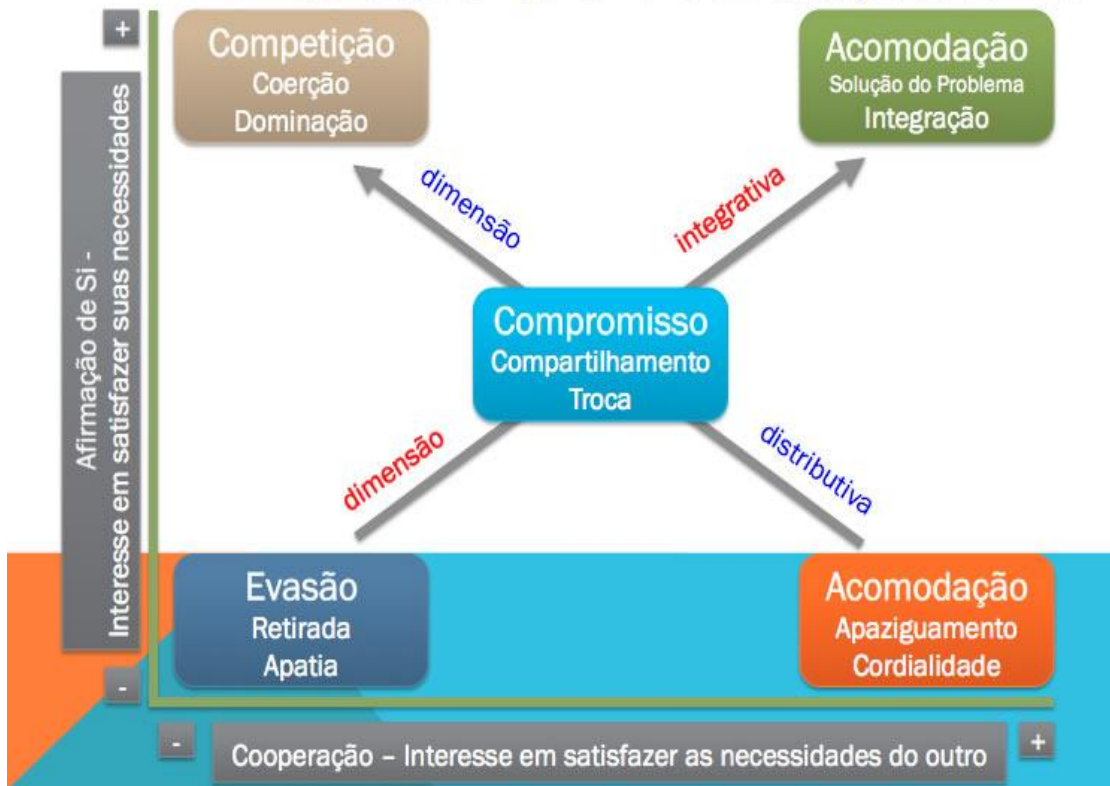 +
Competição
Coerção
Dominação
Acomodação
Solução do Problema
Integração
Afirmação de Si -
Interesse em satisfazer suas necessidades
dimensão
integrativa
Compromisso
Compartilhamento
Troca
dimensão
distributiva
Evasão
Retirada
Apatia
Acomodação
Apaziguamento
Cordialidade
-
-
Cooperação – Interesse em satisfazer as necessidades do outro
+